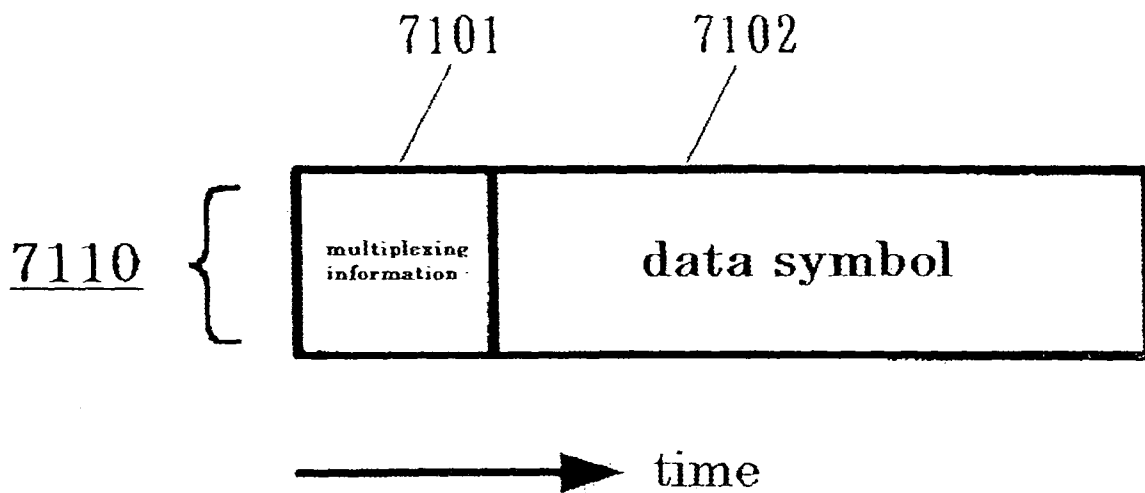 7101 7102
7110
multiplexing
information
data symbol
time